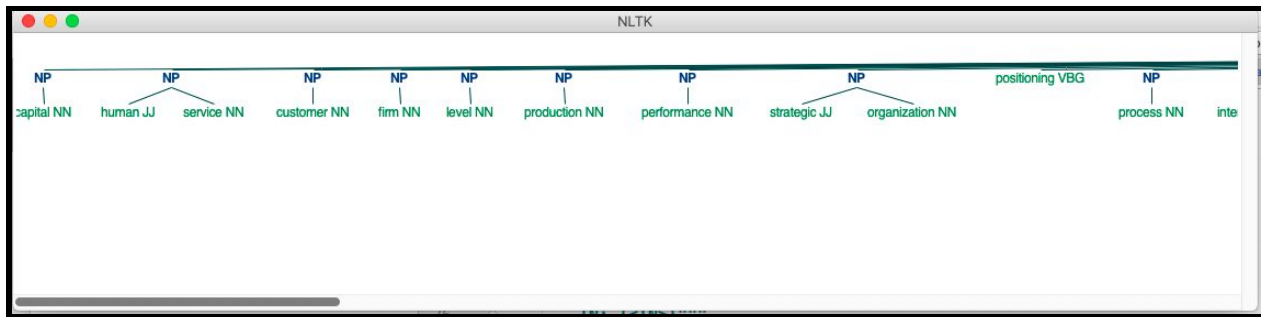 NLTK
NP NP NP NP NP NP NP NP positioning VBG NP
capital NN human JJ service NN customer NN firm NN level NN production NN performance NN strategic JJ organization NN process NN inte